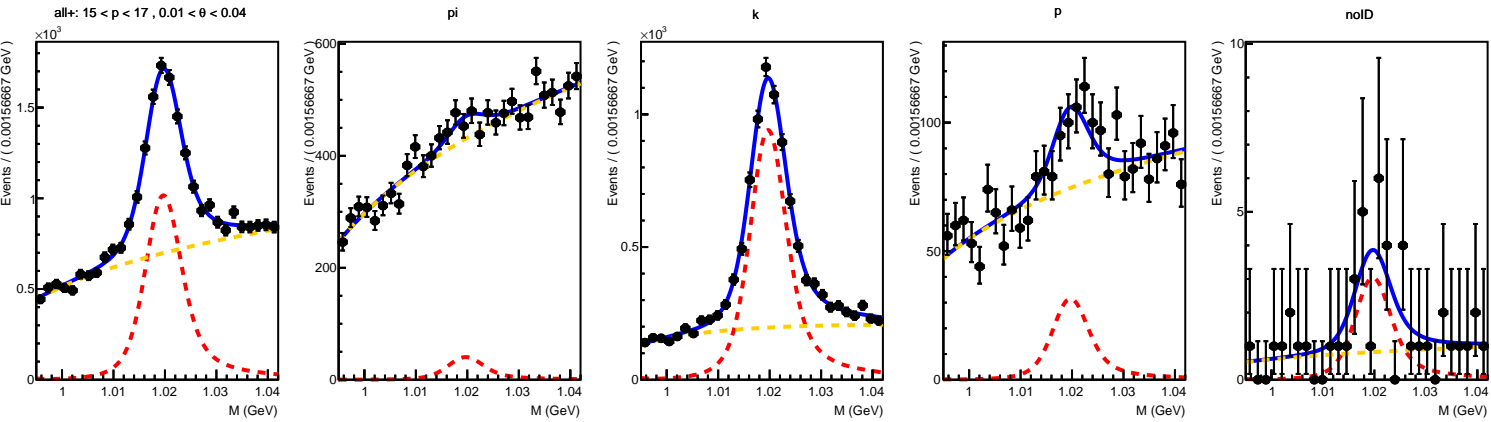 all+: 15 < p < 17 , 0.01 < θ < 0.04
×10³
Events / ( 0.00156667 GeV )
1.5
1
0.5
0
1 1.01 1.02 1.03 1.04
M (GeV)
pi
Events / ( 0.00156667 GeV )
600
400
200
0
1 1.01 1.02 1.03 1.04
M (GeV)
k
×10³
Events / ( 0.00156667 GeV )
1
0.5
0
1 1.01 1.02 1.03 1.04
M (GeV)
p
Events / ( 0.00156667 GeV )
100
50
0
1 1.01 1.02 1.03 1.04
M (GeV)
noID
Events / ( 0.00156667 GeV )
10
5
0
1 1.01 1.02 1.03 1.04
M (GeV)